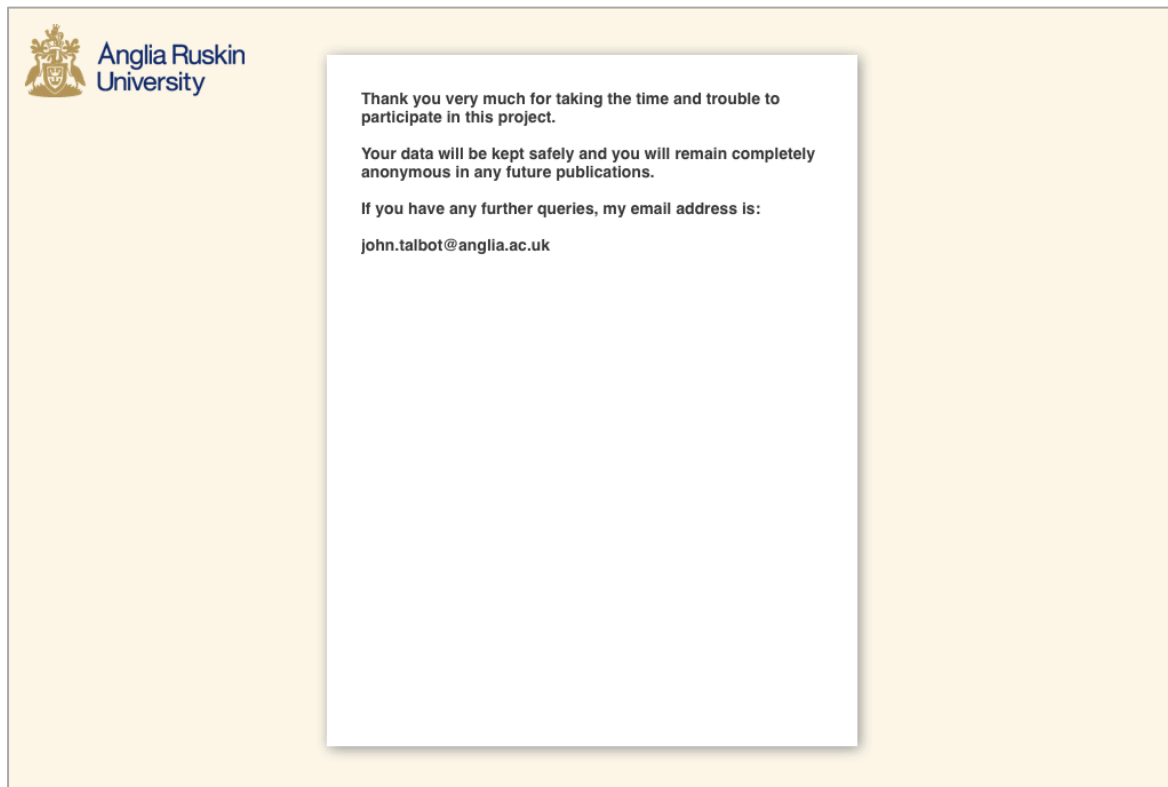 Anglia Ruskin
University
Thank you very much for taking the time and trouble to
participate in this project.
Your data will be kept safely and you will remain completely
anonymous in any future publications.
If you have any further queries, my email address is:
john.talbot@anglia.ac.uk